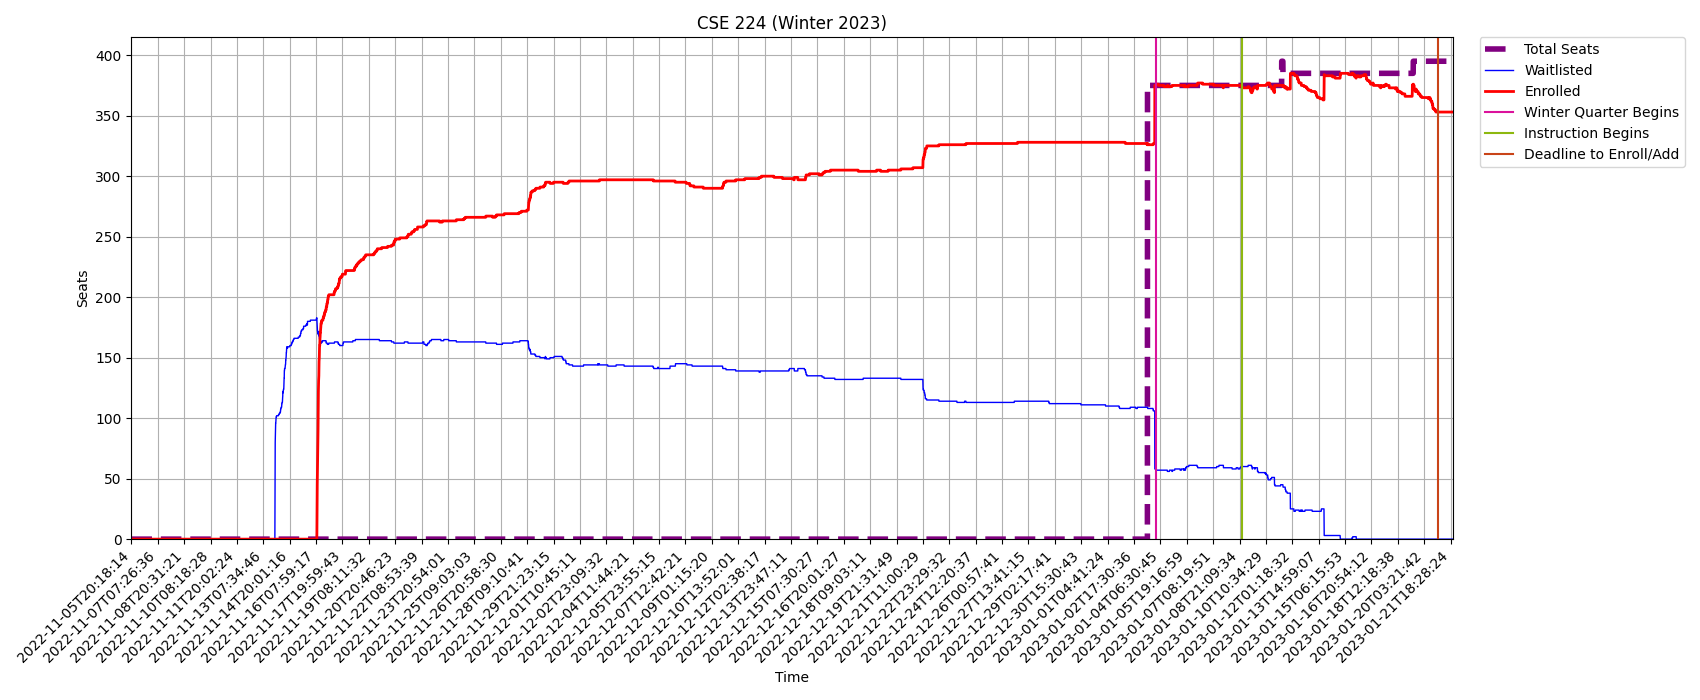 CSE 224 (Winter 2023)
Seats
400
350
300
250
200
150
100
50
0
Total Seats
Waitlisted
Enrolled
Winter Quarter Begins
Instruction Begins
Deadline to Enroll/Add
2022-11-05T20:18:14
2022-11-07T07:26:36
2022-11-08T20:31:21
2022-11-10T08:18:28
2022-11-11T20:02:24
2022-11-13T07:34:46
2022-11-14T20:01:16
2022-11-16T07:59:17
2022-11-17T19:59:43
2022-11-19T08:11:32
2022-11-20T20:46:23
2022-11-22T08:53:39
2022-11-23T20:54:01
2022-11-25T09:03:03
2022-11-26T20:58:30
2022-11-28T09:10:41
2022-11-29T21:23:15
2022-12-01T10:45:11
2022-12-02T23:09:32
2022-12-04T11:44:21
2022-12-05T23:55:15
2022-12-07T12:42:21
2022-12-09T01:15:20
2022-12-10T13:52:01
2022-12-12T02:38:17
2022-12-13T23:47:11
2022-12-15T07:30:27
2022-12-16T20:01:27
2022-12-18T09:03:11
2022-12-19T21:31:49
2022-12-21T11:00:29
2022-12-22T23:29:32
2022-12-24T12:20:37
2022-12-26T00:57:41
2022-12-27T13:41:15
2022-12-29T02:17:41
2022-12-30T15:30:43
2023-01-01T04:41:24
2023-01-02T17:30:36
2023-01-04T06:30:45
2023-01-05T19:16:59
2023-01-07T08:19:51
2023-01-08T21:09:34
2023-01-10T10:34:29
2023-01-12T01:18:32
2023-01-13T14:59:07
2023-01-15T06:15:53
2023-01-16T20:54:12
2023-01-18T12:18:38
2023-01-20T03:21:42
2023-01-21T18:28:24
Time